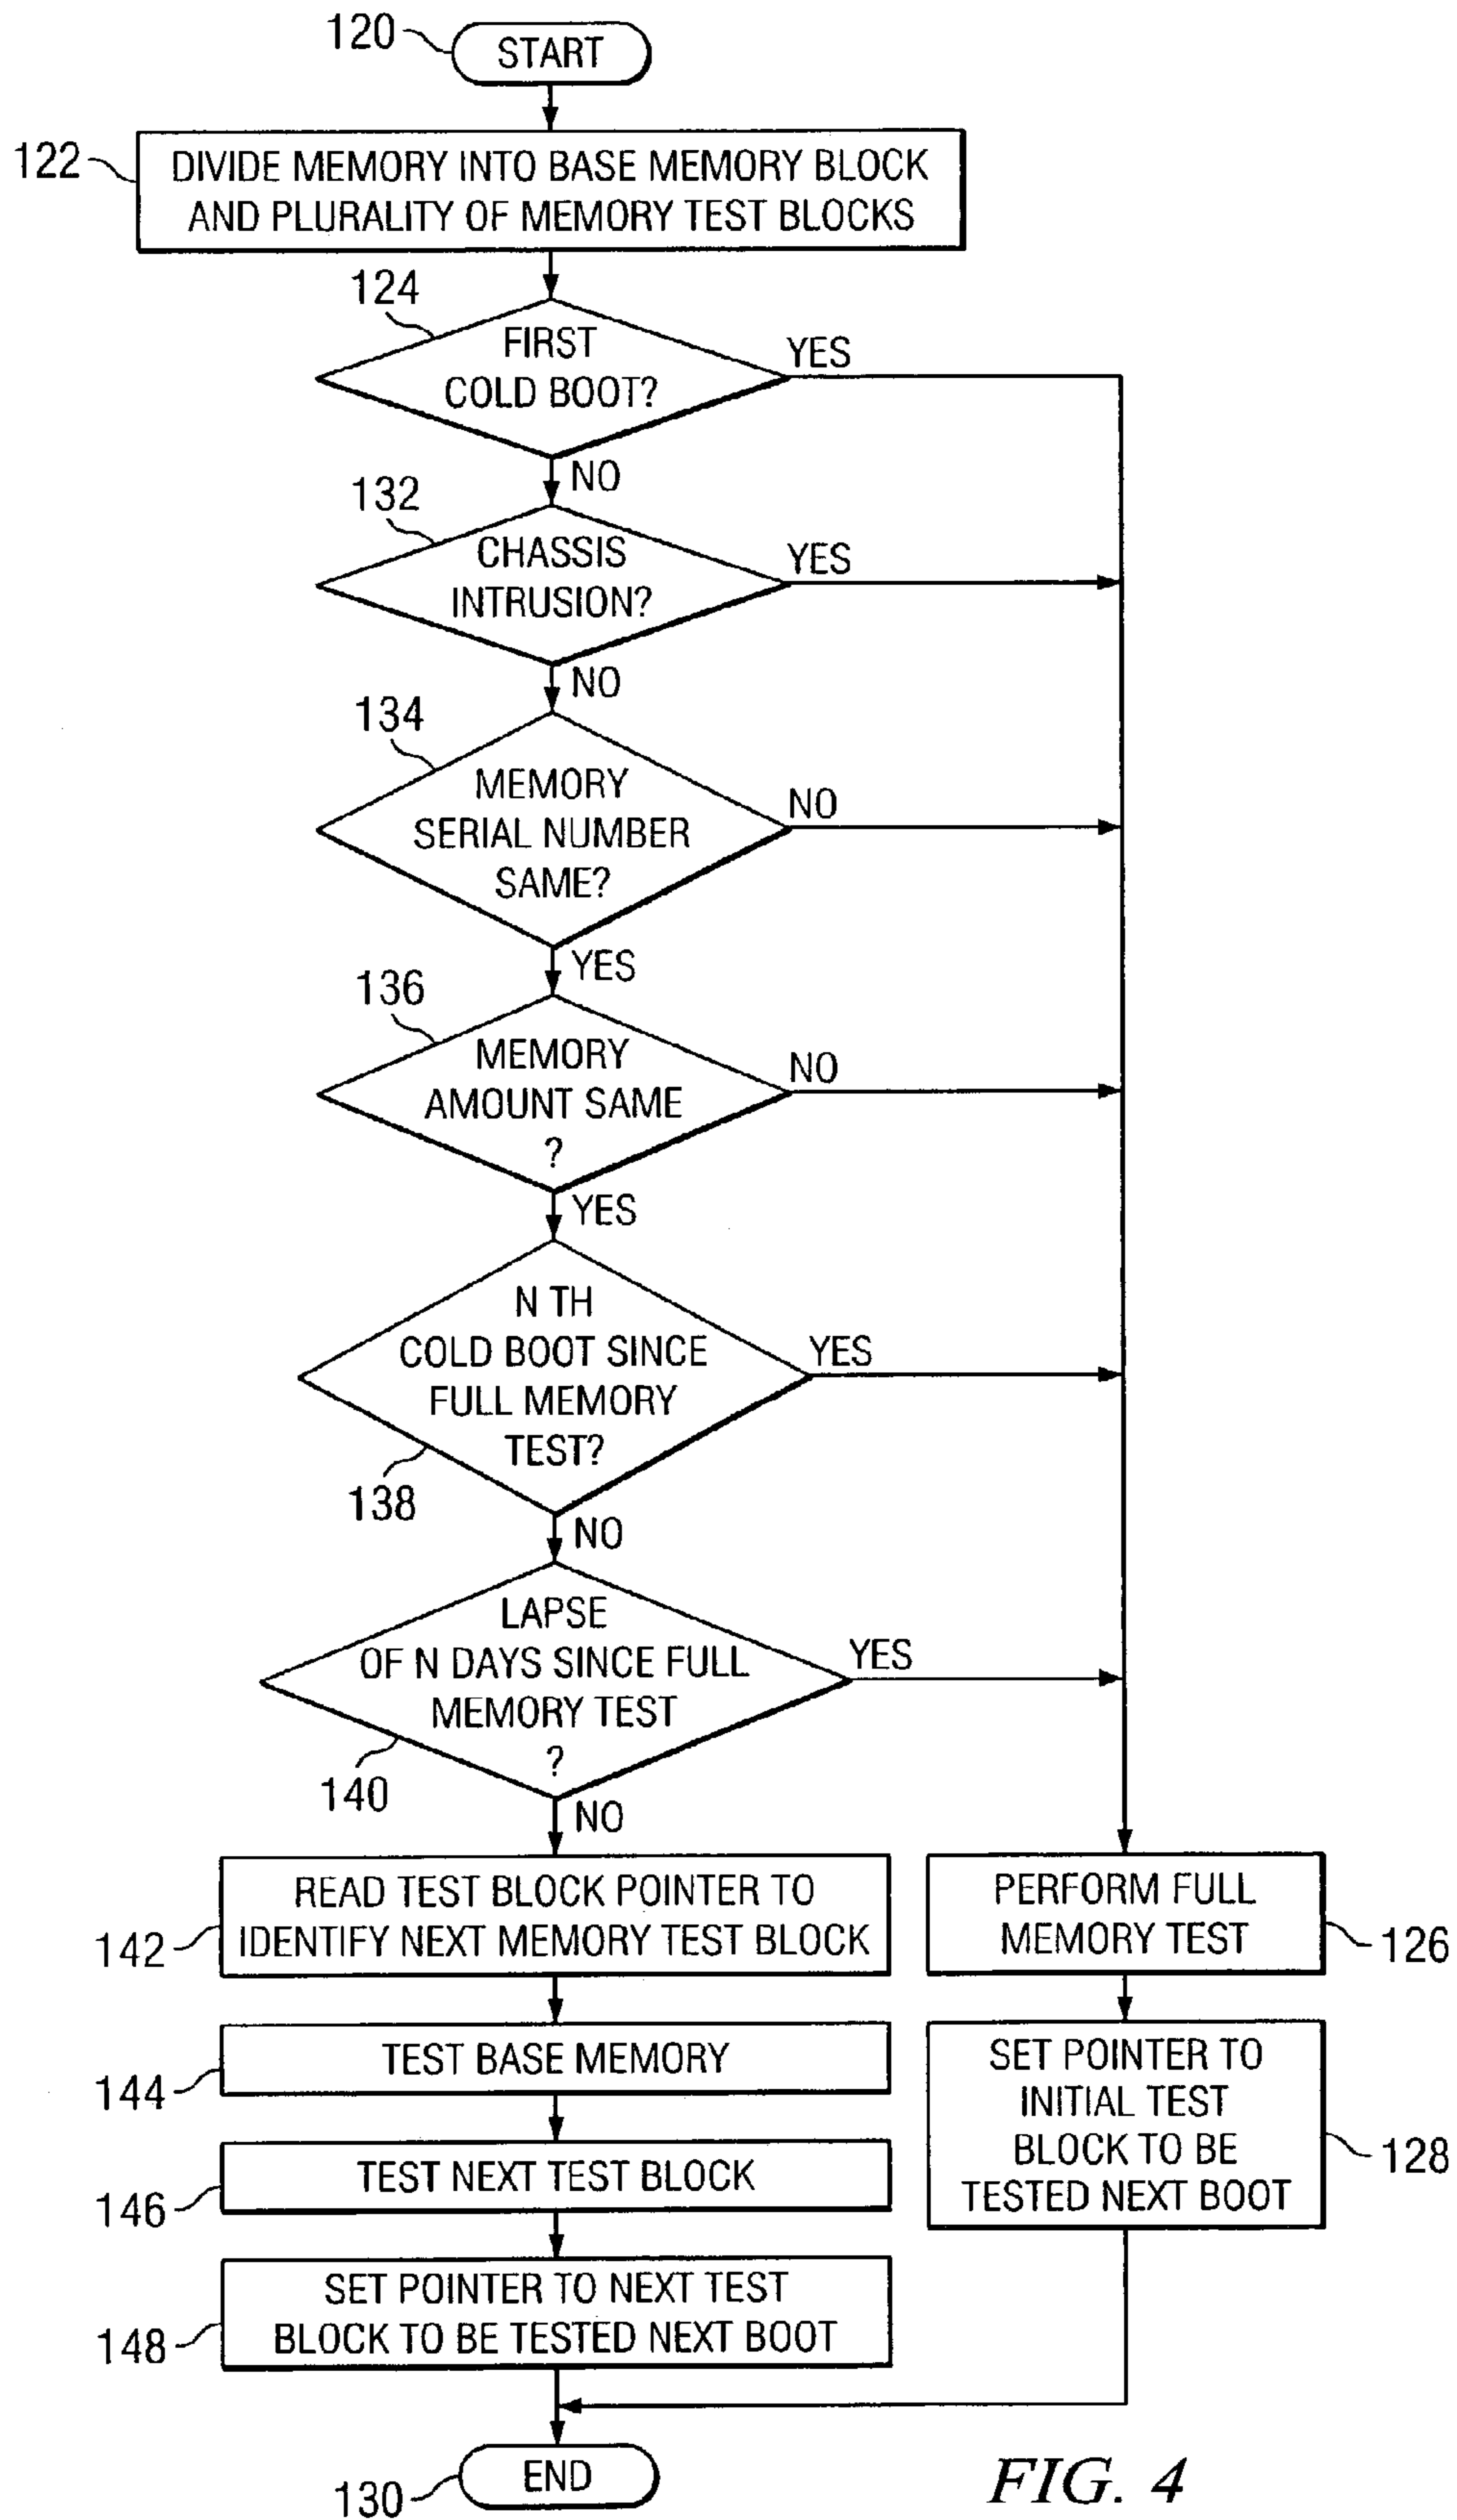 120
START
122
DIVIDE MEMORY INTO BASE MEMORY BLOCK
AND PLURALITY OF MEMORY TEST BLOCKS
124
FIRST
COLD BOOT?
YES
NO
132
CHASSIS
INTRUSION?
YES
NO
134
MEMORY
SERIAL NUMBER
SAME?
NO
YES
136
MEMORY
AMOUNT SAME
?
NO
YES
N TH
COLD BOOT SINCE
FULL MEMORY
TEST?
YES
138
NO
LAPSE
OF N DAYS SINCE FULL
MEMORY TEST
?
YES
140
NO
READ TEST BLOCK POINTER TO
IDENTIFY NEXT MEMORY TEST BLOCK
142
PERFORM FULL
MEMORY TEST
126
TEST BASE MEMORY
144
SET POINTER TO
INITIAL TEST
BLOCK TO BE
TESTED NEXT BOOT
128
TEST NEXT TEST BLOCK
146
SET POINTER TO NEXT TEST
BLOCK TO BE TESTED NEXT BOOT
148
END
130
FIG. 4